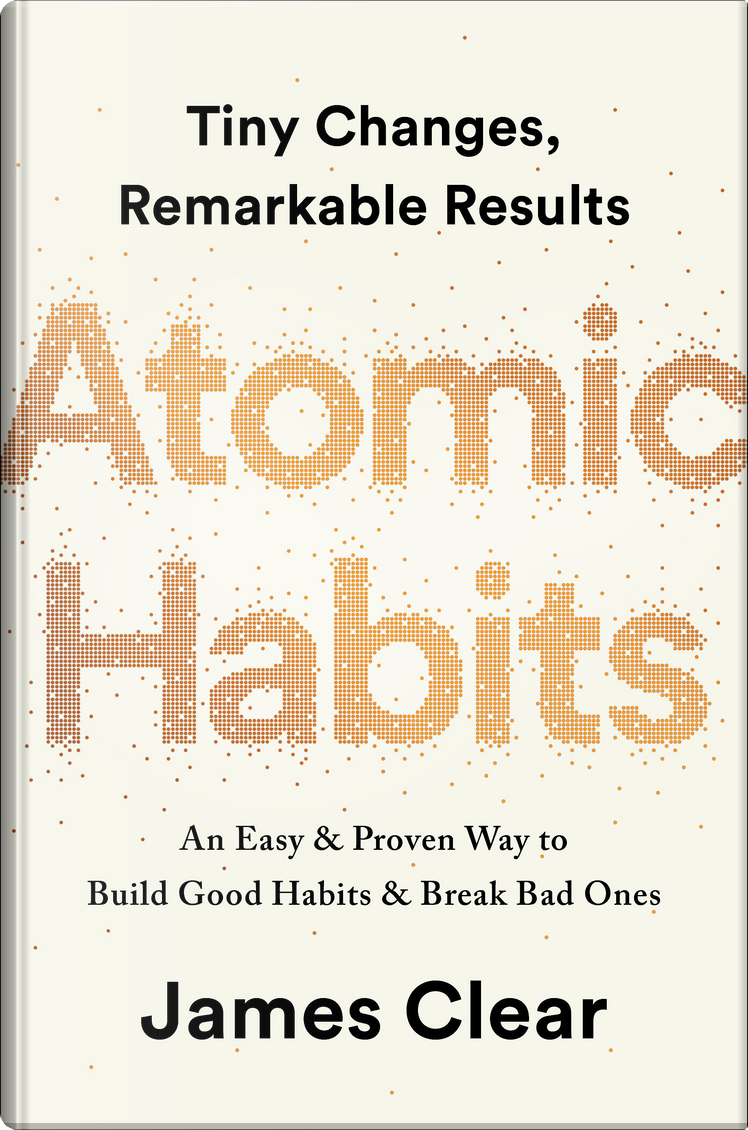 Tiny Changes,
Remarkable Results
Atomic
Habits
An Easy & Proven Way to
Build Good Habits & Break Bad Ones
James Clear